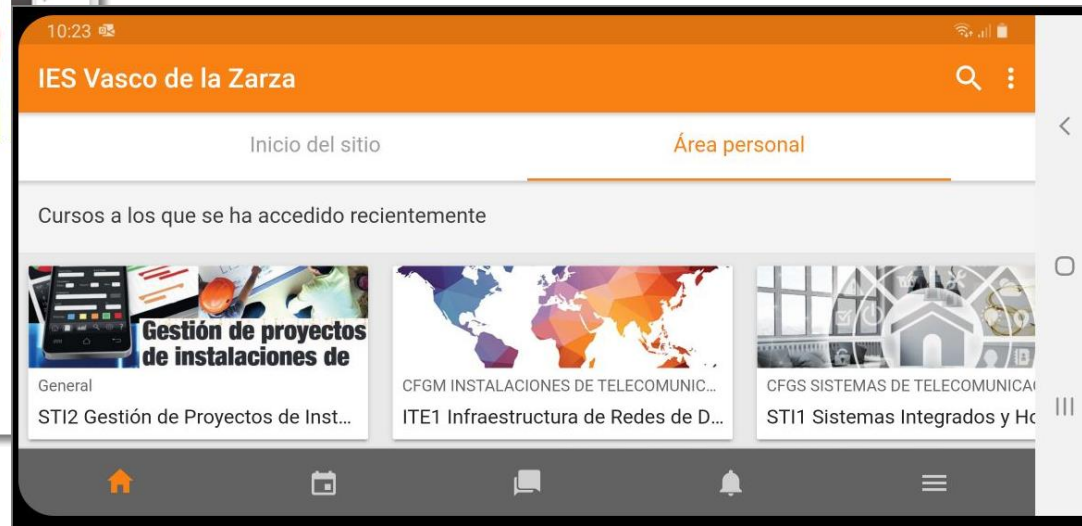 10:23
IES Vasco de la Zarza
Inicio del sitio
Área personal
Cursos a los que se ha accedido recientemente
Gestión de proyectos
de instalaciones de
General
STI2 Gestión de Proyectos de Inst...
CFGM INSTALACIONES DE TELECOMUNIC...
ITE1 Infraestructura de Redes de D...
CFGS SISTEMAS DE TELECOMUNICA
STI1 Sistemas Integrados y Ho